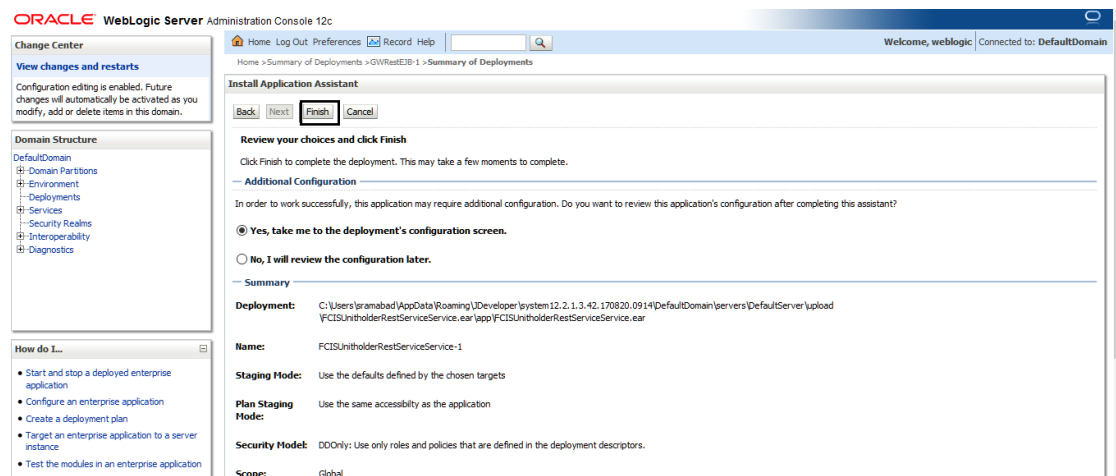 ORACLE WebLogic Server Administration Console 12c
Change Center
View changes and restarts
Configuration editing is enabled. Future
changes will automatically be activated as you
modify, add or delete items in this domain.
Domain Structure
DefaultDomain
Domain Partitions
Environment
Deployments
Services
Security Realms
Interoperability
Diagnostics
How do I...
Start and stop a deployed enterprise
application
Configure an enterprise application
Create a deployment plan
Target an enterprise application to a server
instance
Test the modules in an enterprise application
Home Log Out Preferences Record Help
Welcome, weblogic Connected to: DefaultDomain
Home >Summary of Deployments >GWRestEJB-1 >Summary of Deployments
Install Application Assistant
Back Next Finish Cancel
Review your choices and click Finish
Click Finish to complete the deployment. This may take a few moments to complete.
Additional Configuration
In order to work successfully, this application may require additional configuration. Do you want to review this application's configuration after completing this assistant?
Yes, take me to the deployment's configuration screen.
No, I will review the configuration later.
Summary
Deployment: C:\Users\sramabad\AppData\Roaming\JDeveloper\system12.2.1.3.42.170820.0914\DefaultDomain\servers\DefaultServer\upload
\FCISUnitholderRestServiceService.ear\app\FCISUnitholderRestServiceService.ear
Name: FCISUnitholderRestServiceService-1
Staging Mode: Use the defaults defined by the chosen targets
Plan Staging Mode: Use the same accessibilty as the application
Security Model: DDOnly: Use only roles and policies that are defined in the deployment descriptors.
Scope: Global